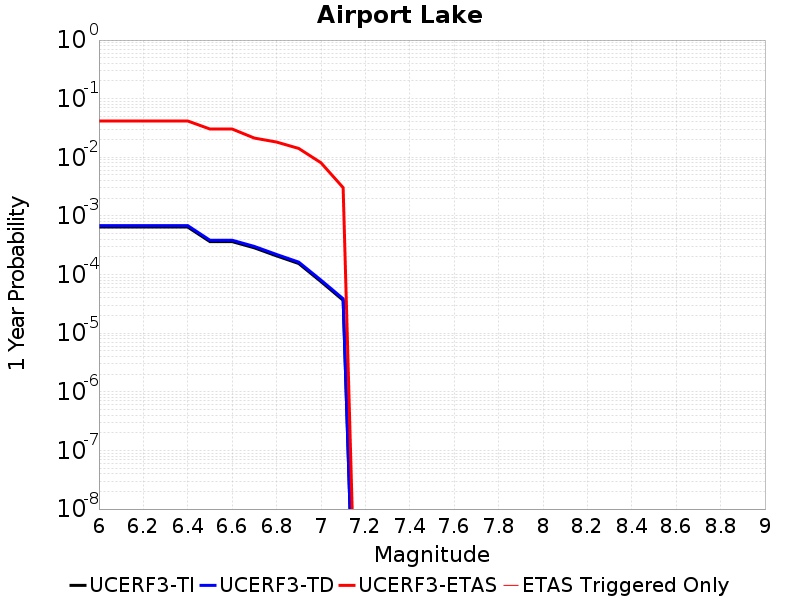 Airport Lake
1 Year Probability
10^0
10^-1
10^-2
10^-3
10^-4
10^-5
10^-6
10^-7
10^-8
6 6.2 6.4 6.6 6.8 7 7.2 7.4 7.6 7.8 8 8.2 8.4 8.6 8.8 9
Magnitude
UCERF3-TI UCERF3-TD UCERF3-ETAS ETAS Triggered Only